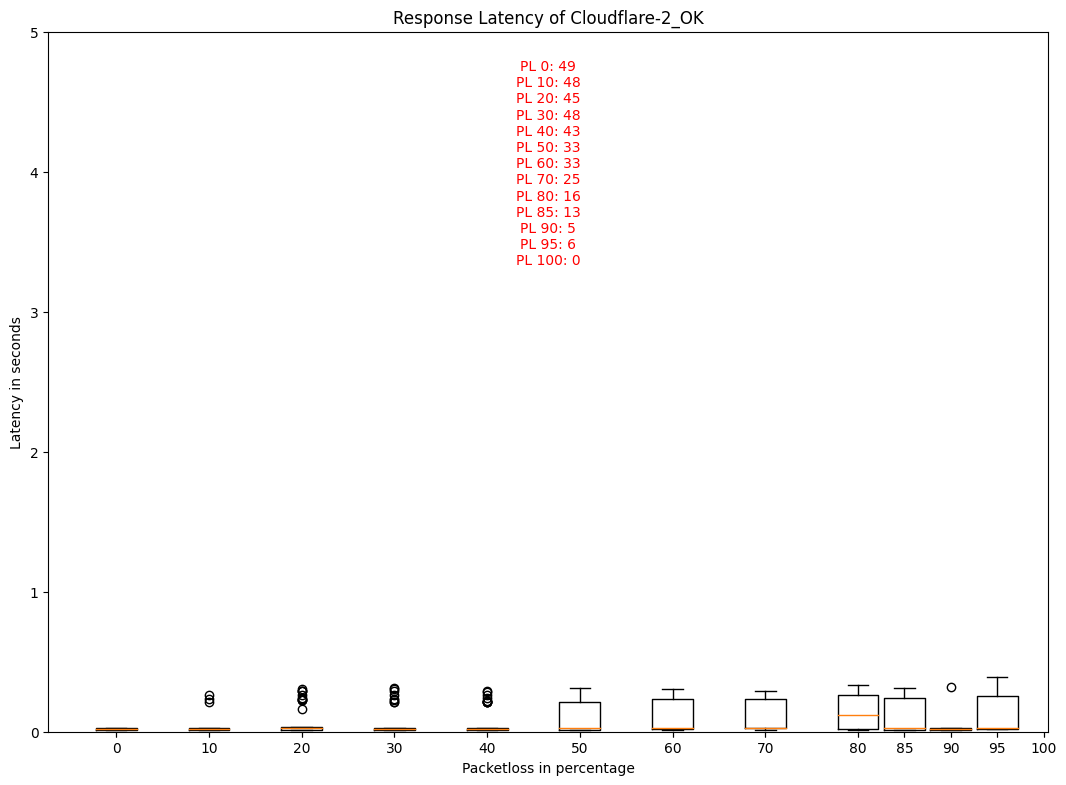 Response Latency of Cloudflare-2_OK
5
PL 0: 49
PL 10: 48
PL 20: 45
PL 30: 48
PL 40: 43
PL 50: 33
PL 60: 33
PL 70: 25
PL 80: 16
PL 85: 13
PL 90: 5
PL 95: 6
PL 100: 0
4
3
2
1
0
Latency in seconds
0 10 20 30 40 50 60 70 80 85 90 95 100
Packetloss in percentage